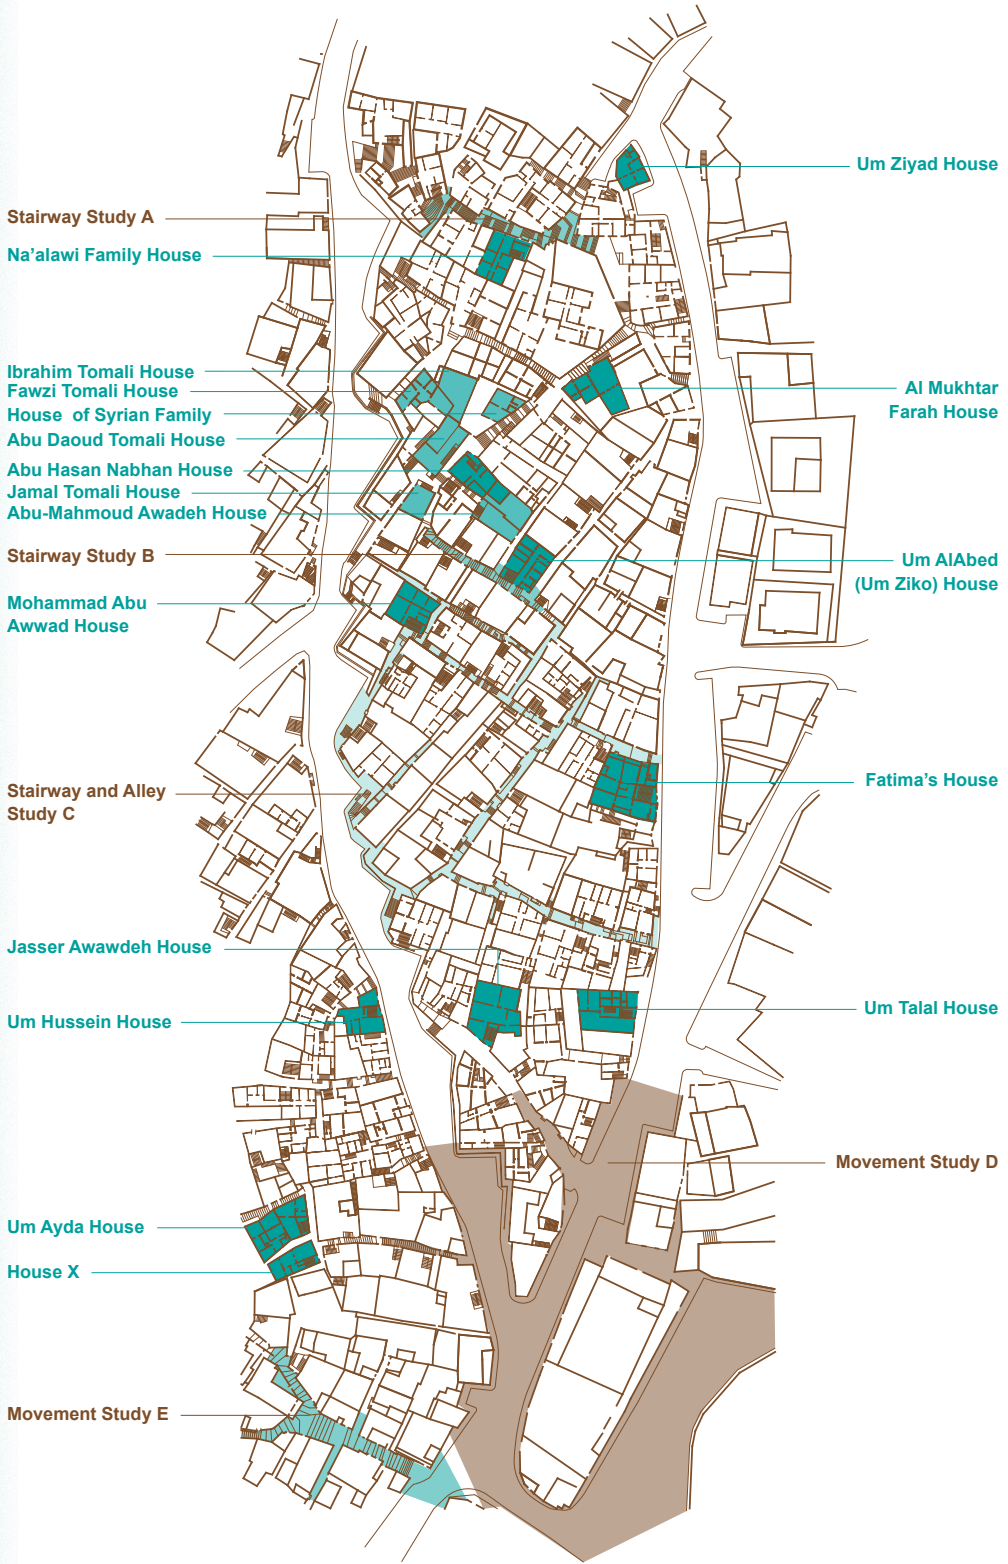 Um Ziyad House
Stairway Study A
Na’alawi Family House
Ibrahim Tomali House
Fawzi Tomali House
House of Syrian Family
Abu Daoud Tomali House
Abu Hasan Nabhan House
Jamal Tomali House
Abu-Mahmoud Awadeh House
Stairway Study B
Mohammad Abu
Awwad House
Al Mukhtar
Farah House
Um AlAbed
(Um Ziko) House
Stairway and Alley
Study C
Fatima’s House
Jasser Awawdeh House
Um Hussein House
Um Talal House
Movement Study D
Um Ayda House
House X
Movement Study E